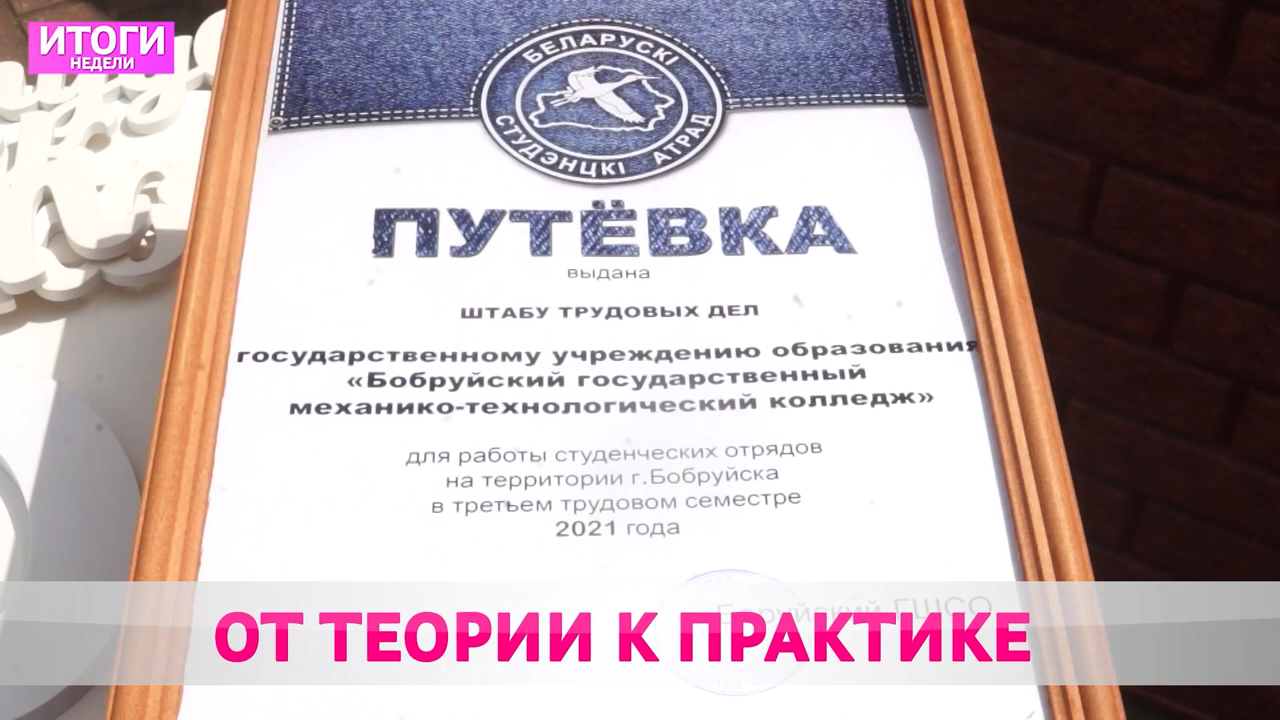 ИТОГИ
НЕДЕЛИ
БЕЛАРУСКІ
СТУДЭНЦКІ АТРАД
ПУТЁВКА
выдана
ШТАБУ ТРУДОВЫХ ДЕЛ
государственному учреждению образования
«Бобруйский государственный
механико-технологический колледж»
для работы студенческих отрядов
на территории г.Бобруйска
в третьем трудовом семестре
2021 года
ГШСО
ОТ ТЕОРИИ К ПРАКТИКЕ